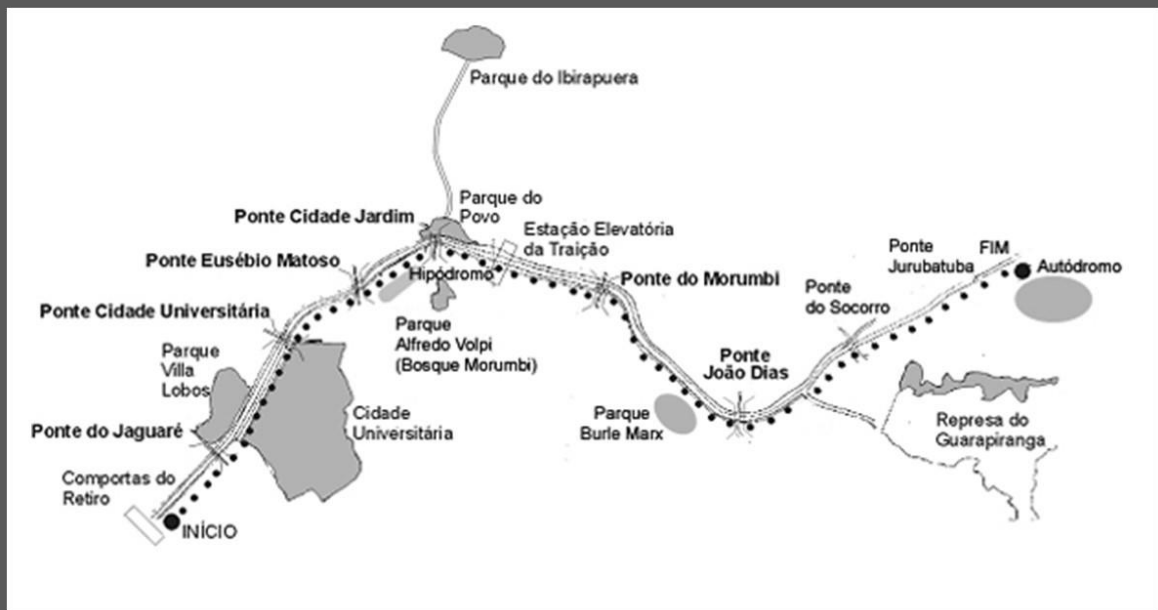 Parque do Ibirapuera
Parque do
Povo
Ponte Cidade Jardim
Estação Elevatória
da Traição
Ponte Eusébio Matoso
Hipódromo
Ponte do Morumbi
Ponte
Jurubatuba
FIM
Autódromo
Ponte
do Socorro
Ponte Cidade Universitária
Parque
Alfredo Volpi
(Bosque Morumbi)
Parque
Villa
Lobos
Ponte
João Dias
Cidade
Universitária
Parque
Burle Marx
Represa do
Guarapiranga
Ponte do Jaguaré
Comportas do
Retiro
INÍCIO